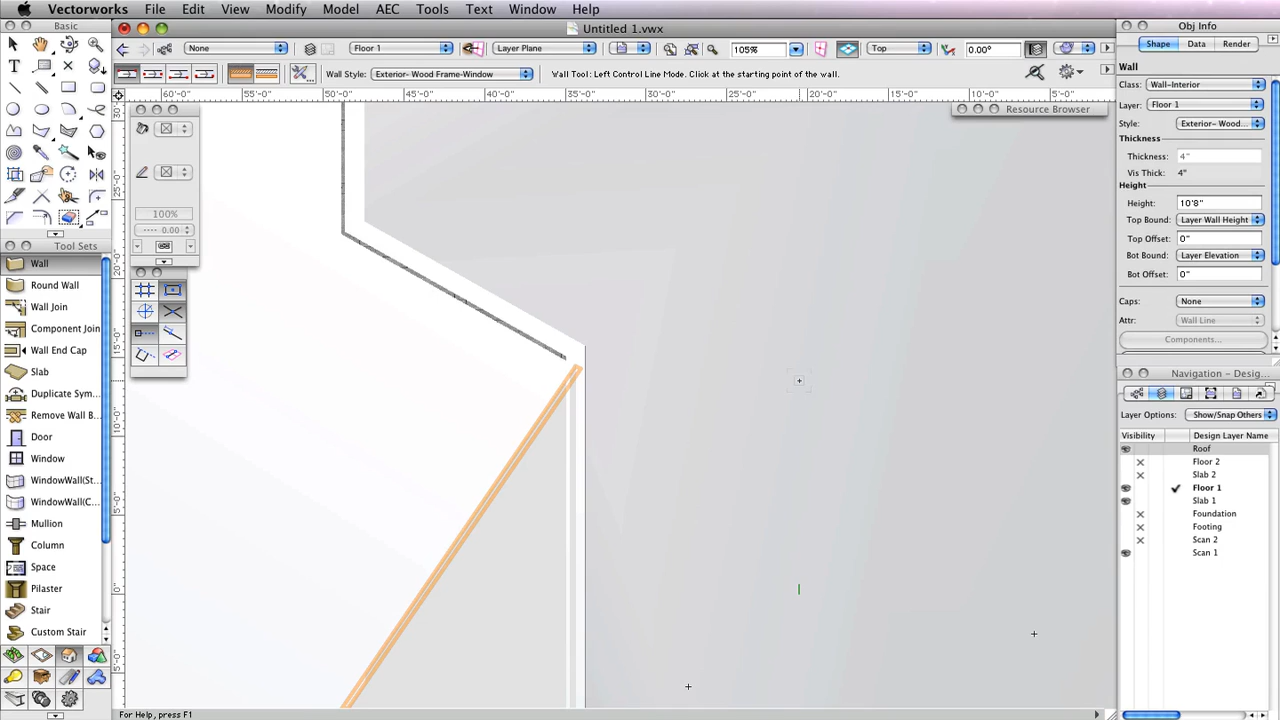 Vectorworks File Edit View Modify Model AEC Tools Text Window Help
Basic
Untitled 1.vwx
Obj Info
None
Floor 1
Layer Plane
105%
Top
0.00°
Shape Data Render
Wall Style: Exterior- Wood Frame-Window
Wall Tool: Left Control Line Mode. Click at the starting point of the wall.
60'-0" 55'-0" 50'-0" 45'-0" 40'-0" 35'-0" 30'-0" 25'-0" 20'-0" 15'-0" 10'-0" 5'-0"
Resource Browser
Wall
Class: Wall-Interior
Layer: Floor 1
Style: Exterior- Wood...
Thickness
Thickness: 4"
Vis Thick: 4"
Height
Height: 10'8"
Top Bound: Layer Wall Height
Top Offset: 0"
Bot Bound: Layer Elevation
Bot Offset: 0"
Caps: None
Attr: Wall Line
Components...
100%
0.00
Tool Sets
Wall
Round Wall
Wall Join
Component Join
Wall End Cap
Slab
Duplicate Sym...
Remove Wall B...
Door
Window
WindowWall(St...
WindowWall(C...
Mullion
Column
Space
Pilaster
Stair
Custom Stair
Navigation - Desig...
Layer Options: Show/Snap Others
Visibility Design Layer Name
Roof
Floor 2
Slab 2
Floor 1
Slab 1
Foundation
Footing
Scan 2
Scan 1
For Help, press F1